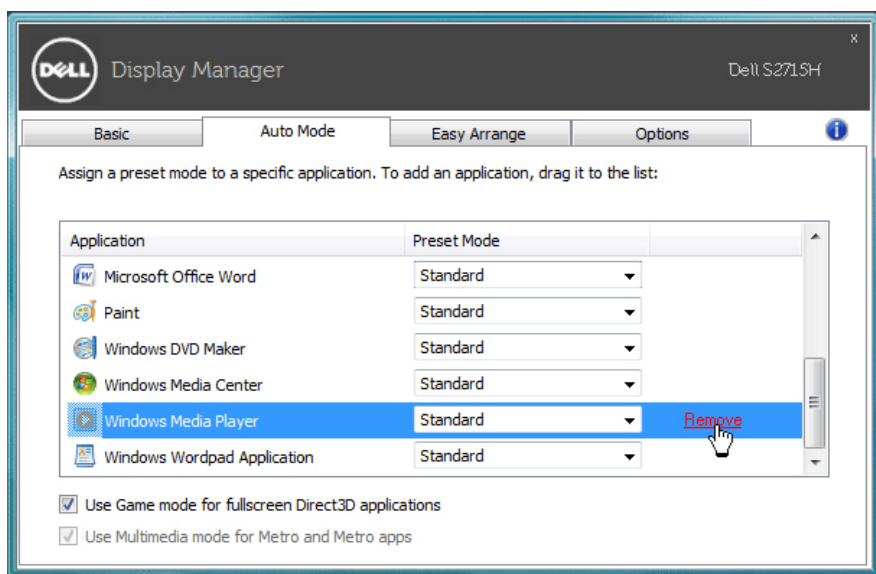 DELL Display Manager Dell S2715H x
Basic Auto Mode Easy Arrange Options i
Assign a preset mode to a specific application. To add an application, drag it to the list:
Application Preset Mode
W Microsoft Office Word Standard
Paint Standard
Windows DVD Maker Standard
Windows Media Center Standard
Windows Media Player Standard Remove
Windows Wordpad Application Standard
Use Game mode for fullscreen Direct3D applications
Use Multimedia mode for Metro and Metro apps